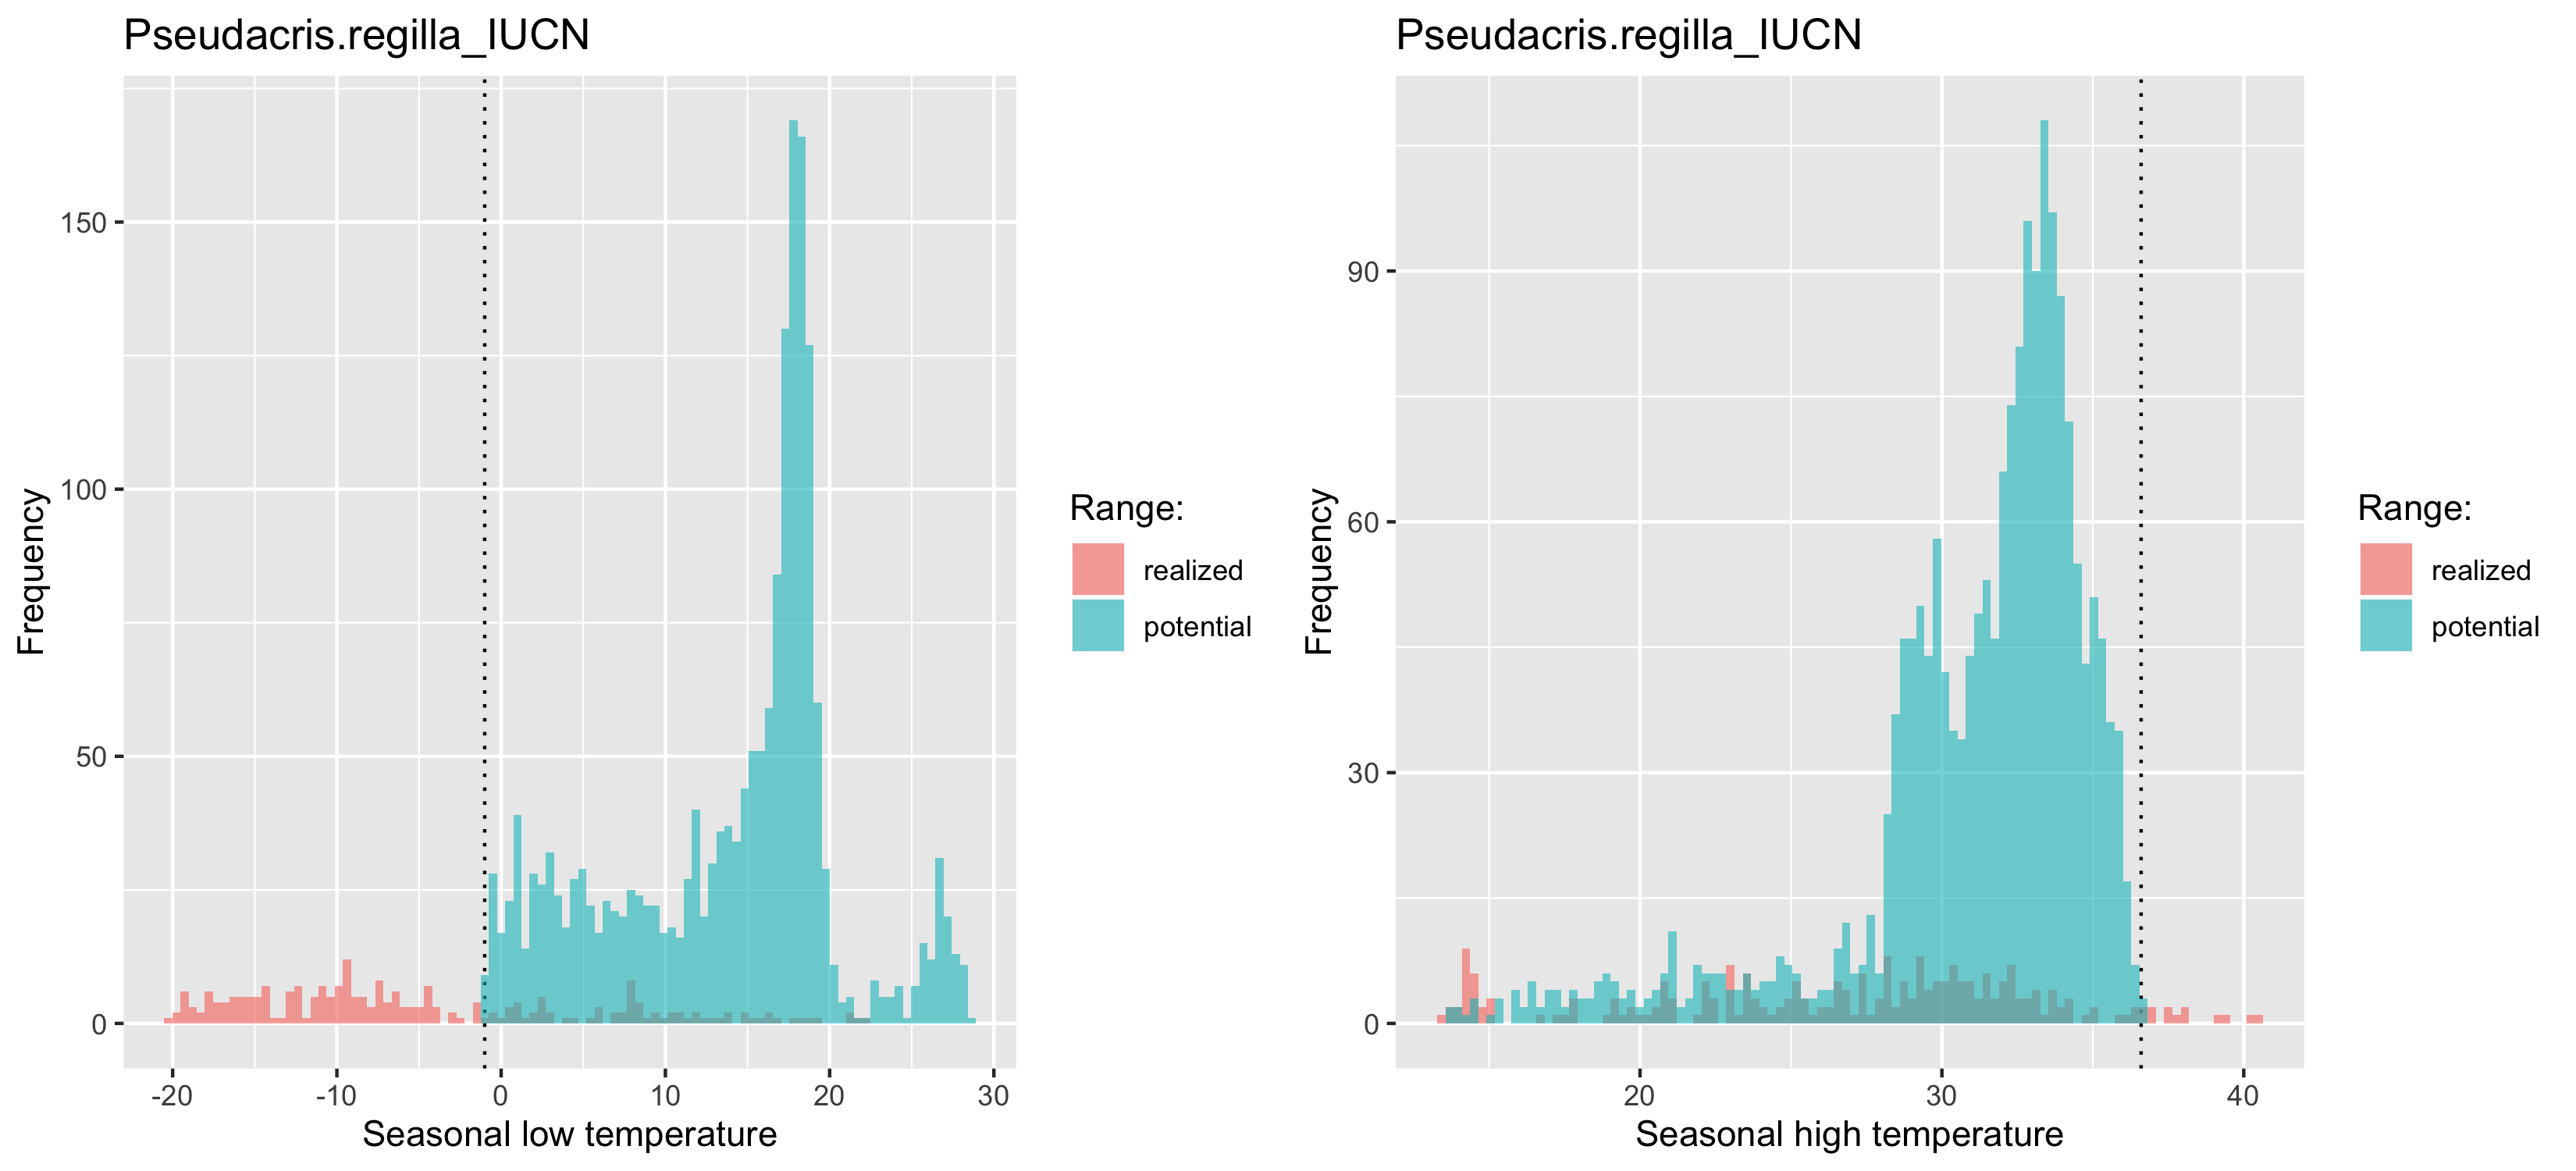 Pseudacris.regilla_IUCN
Frequency
150
100
50
0
-20 -10 0 10 20 30
Seasonal low temperature
Range:
realized
potential
Pseudacris.regilla_IUCN
Frequency
90
60
30
0
20 30 40
Seasonal high temperature
Range:
realized
potential